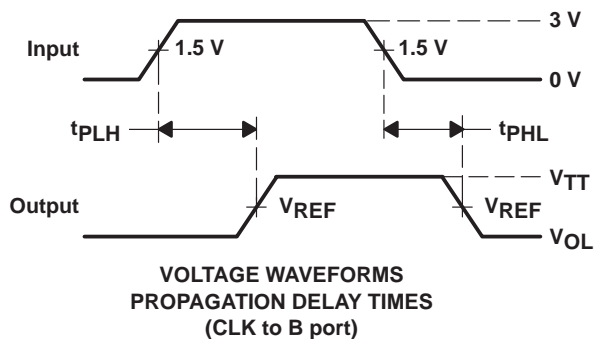 3 V
Input 1.5 V 1.5 V
0 V
tPLH tPHL
VTT
Output VREF VREF
VOL
VOLTAGE WAVEFORMS
PROPAGATION DELAY TIMES
(CLK to B port)